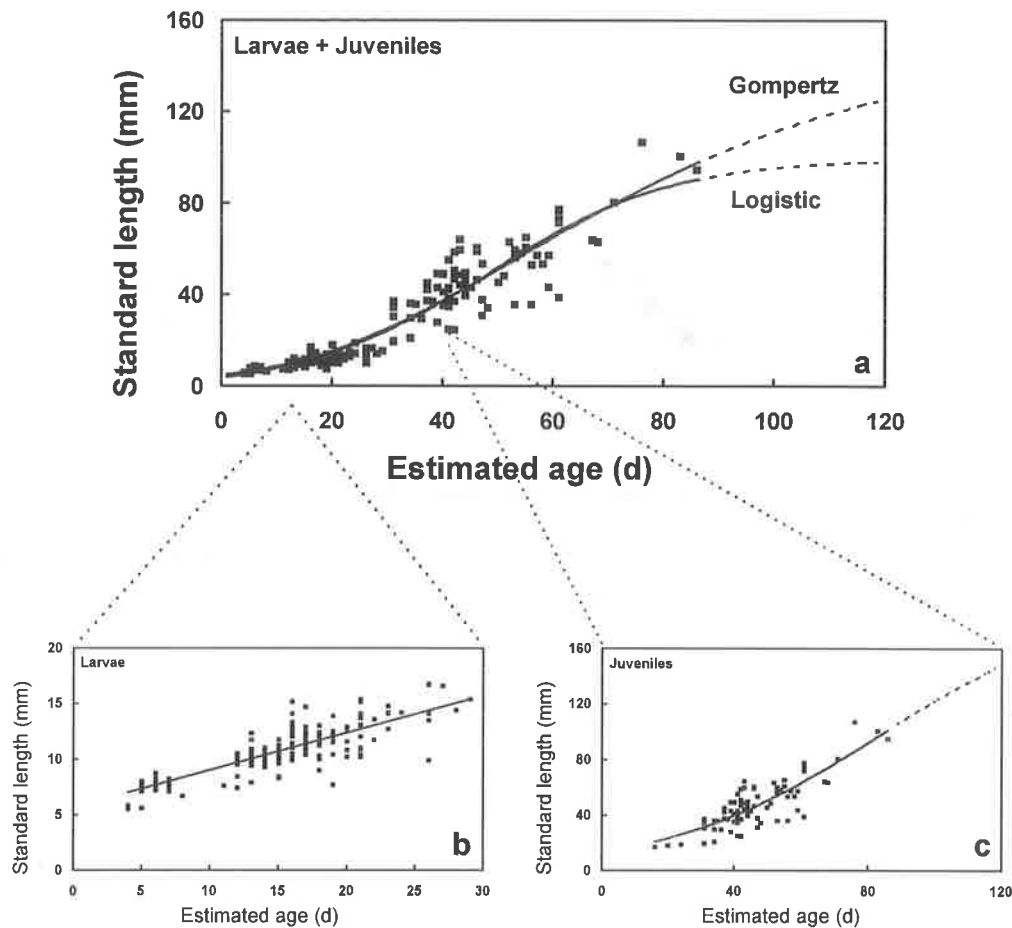 160
Larvae + Juveniles
120
Gompertz
80
Logistic
40
0
a
Standard length (mm)
0 20 40 60 80 100 120
Estimated age (d)
20
Larvae
15
10
5
0
b
Standard length (mm)
0 5 10 15 20 25 30
Estimated age (d)
160
Juveniles
120
80
40
0
c
Standard length (mm)
0 40 80 120
Estimated age (d)